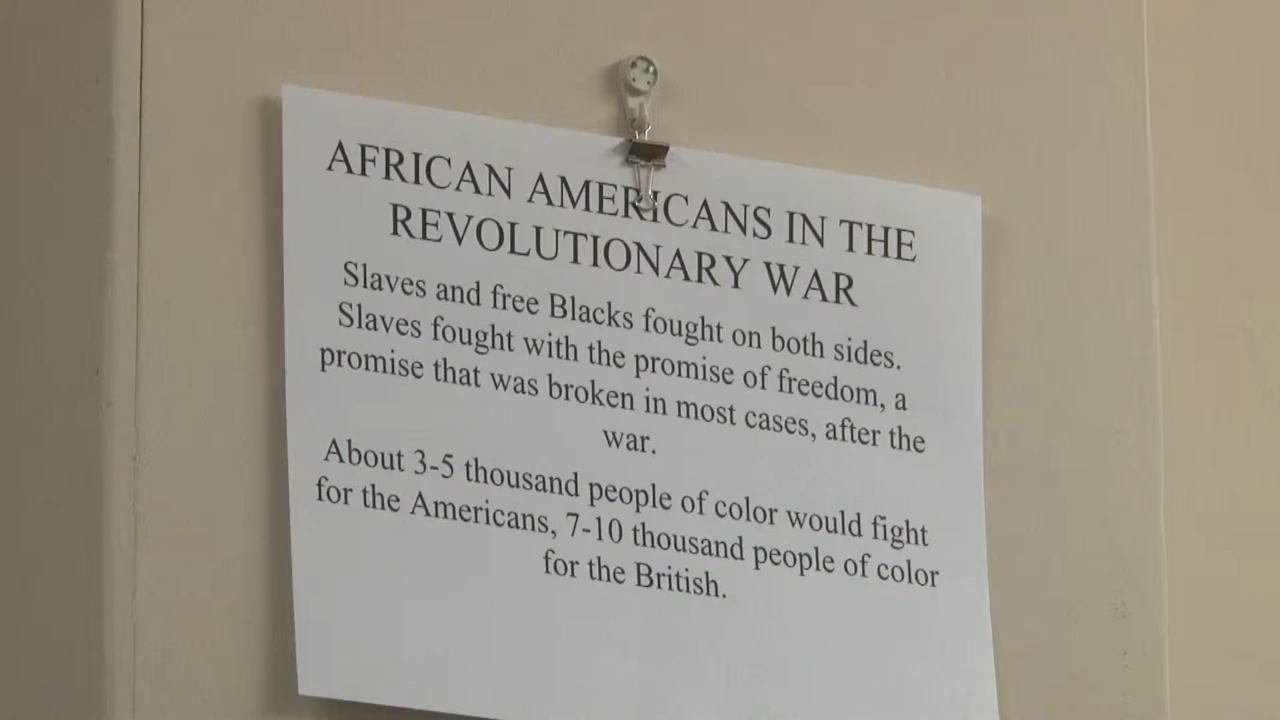 AFRICAN AMERICANS IN THE
REVOLUTIONARY WAR
Slaves and free Blacks fought on both sides.
Slaves fought with the promise of freedom, a
promise that was broken in most cases, after the
war.
About 3-5 thousand people of color would fight
for the Americans, 7-10 thousand people of color
for the British.